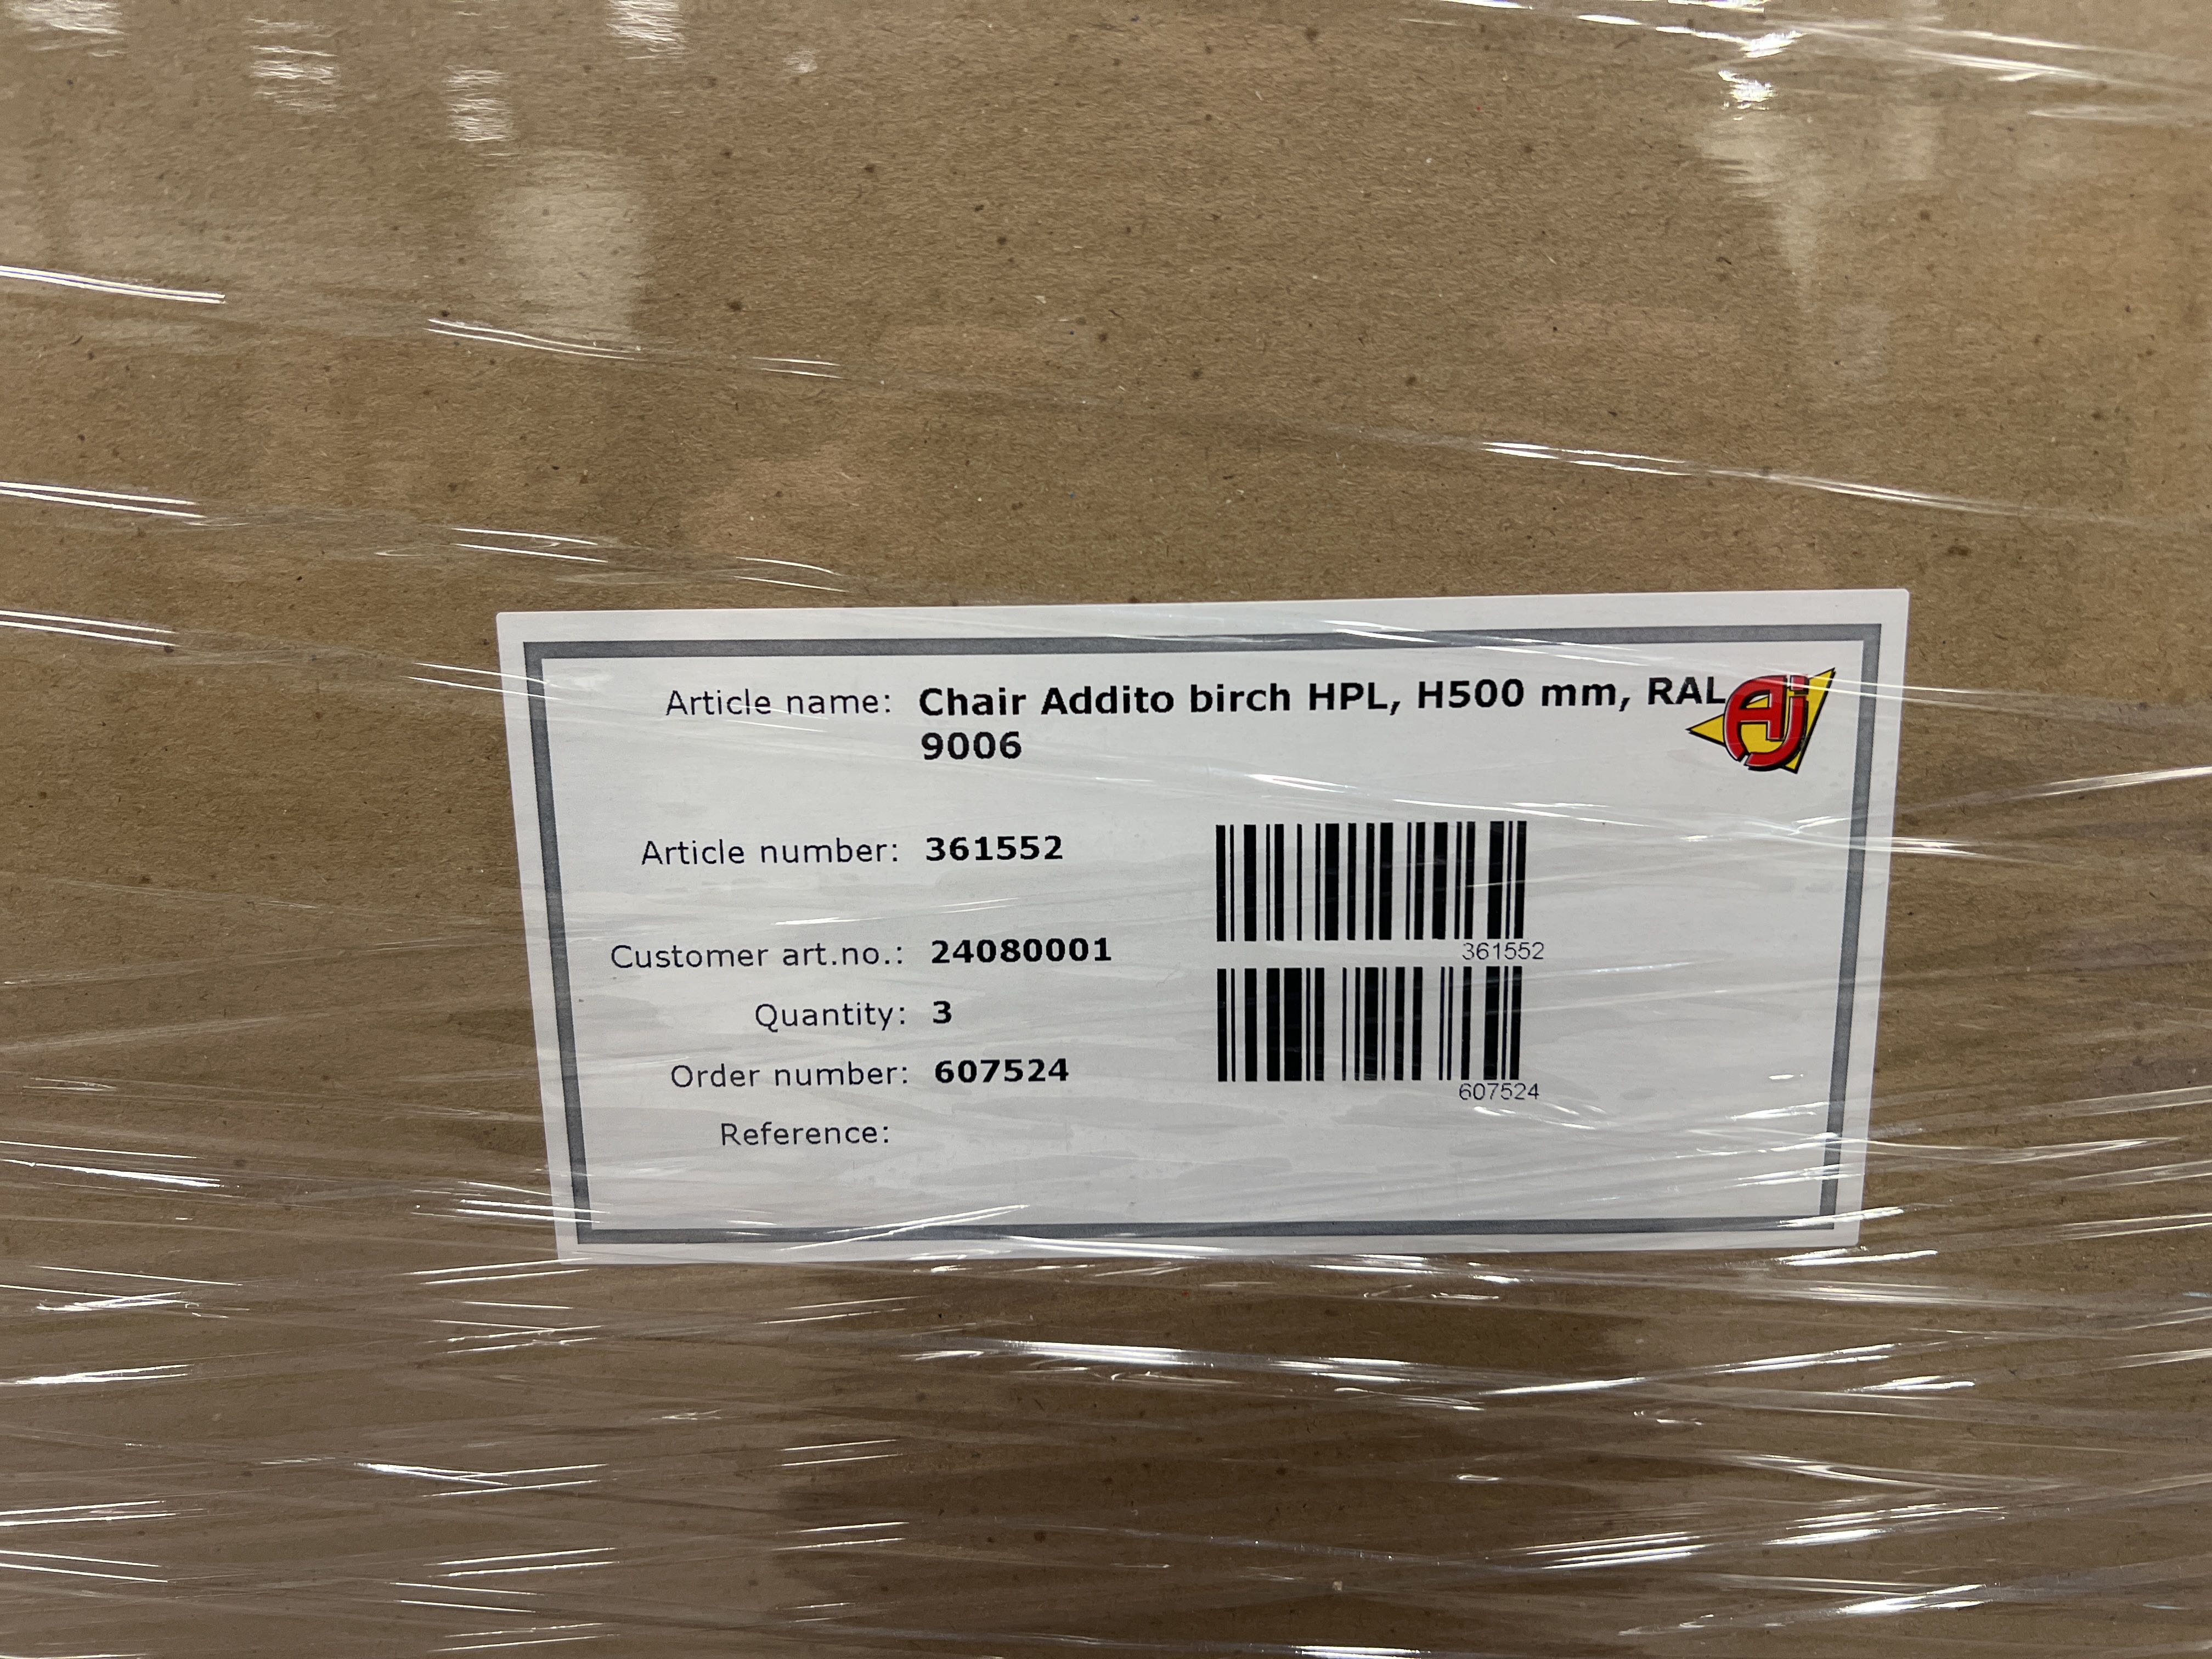 Article name: Chair Addito birch HPL, H500 mm, RAL
9006
AJ
Article number: 361552
361552
Customer art.no.: 24080001
Quantity: 3
Order number: 607524
607524
Reference: